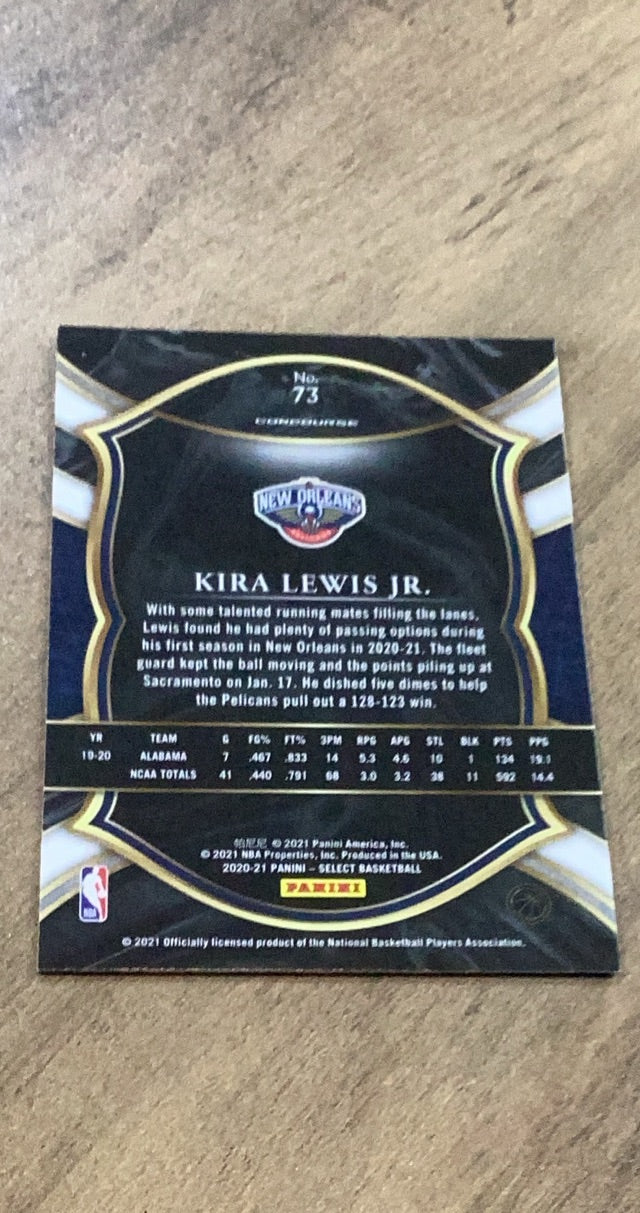 No.
73
CONCOURSE
NEW ORLEANS
KIRA LEWIS JR.
With some talented running mates filling the lanes,
Lewis found he had plenty of passing options during
his first season in New Orleans in 2020-21. The fleet
guard kept the ball moving and the points piling up at
Sacramento on Jan. 17. He dished five dimes to help
the Pelicans pull out a 128-123 win.
YR TEAM G FG% FT% 3PM RPG APG STL BLK PTS PPG
19-20 ALABAMA 7 .467 .833 14 5.3 4.6 10 1 134 19.1
NCAA TOTALS 41 .440 .791 68 3.0 3.2 38 11 592 14.4
帕尼尼 © 2021 Panini America, Inc.
© 2021 NBA Properties, Inc. Produced in the USA.
2020-21 PANINI – SELECT BASKETBALL
PANINI
NBA
© 2021 Officially licensed product of the National Basketball Players Association.